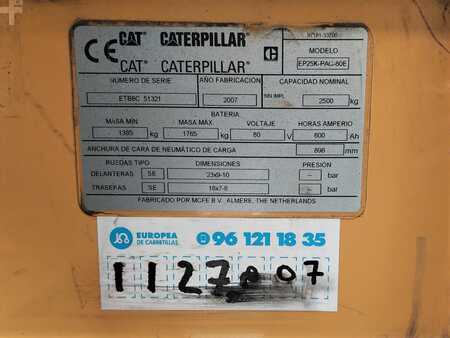 CE CAT CATERPILLAR
CAT CATERPILLAR
MODELO
EP25K-PAC-80E
NUMERO DE SERIE
AÑO FABRICACION
CAPACIDAD NOMINAL
ETB8C 51321
2007
SIN IMPL.
2500 kg
BATERIA
MASA MIN
MASA MAX.
VOLTAJE
HORAS AMPERIO
1385 kg
1765 kg
80 V
600 Ah
ANCHURA DE CARA DE NEUMÁTICO DE CARGA
898 mm
RUEDAS TIPO
DIMENSIONES
PRESIÓN
DELANTERAS SE 23x9-10 – bar
TRASERAS SE 18x7-8 – bar
FABRICADO POR MCFE B.V. ALMERE, THE NETHERLANDS
EUROPEA
DE CARRETILLAS
96 121 18 35